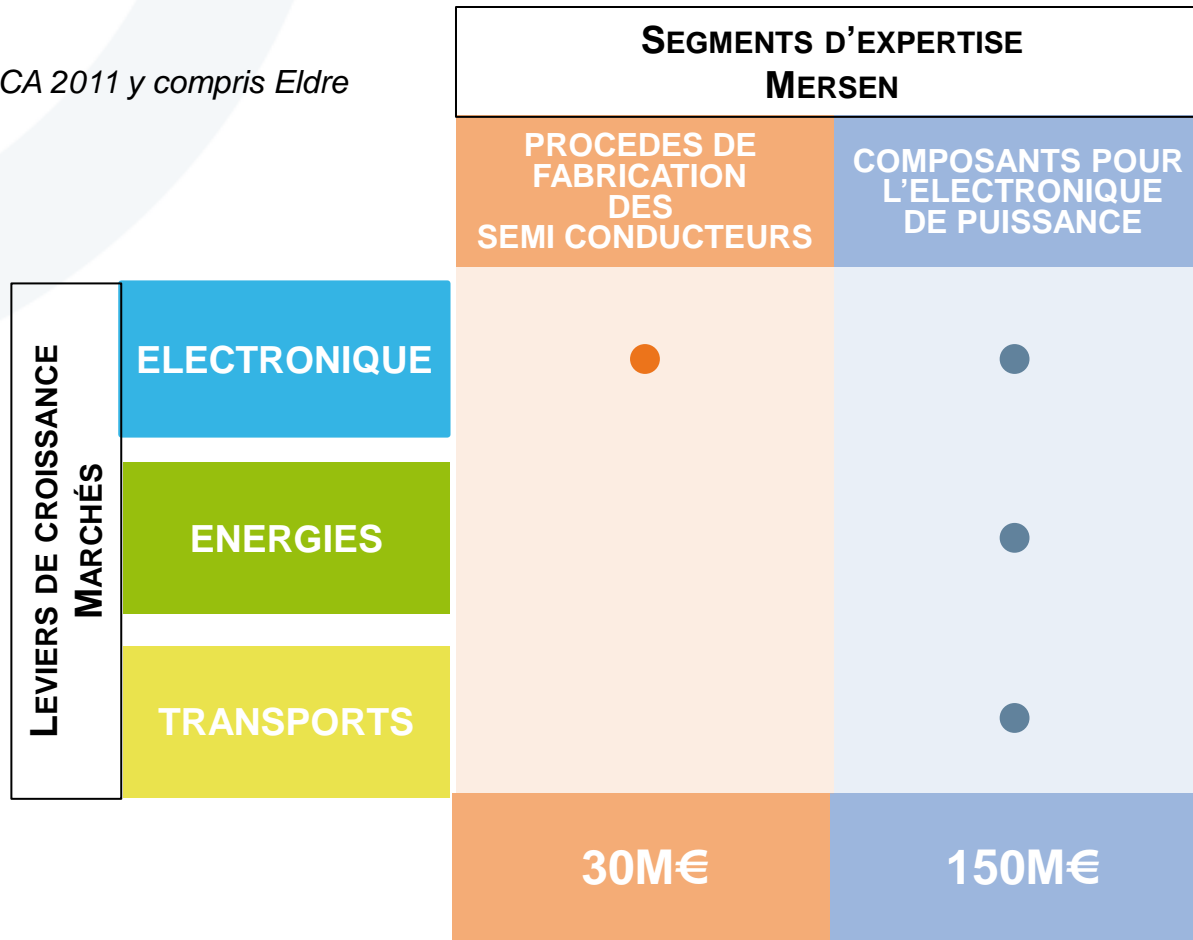 CA 2011 y compris Eldre
SEGMENTS D'EXPERTISE
MERSEN
PROCEDES DE
FABRICATION
DES
SEMI CONDUCTEURS
COMPOSANTS POUR
L'ELECTRONIQUE
DE PUISSANCE
LEVIERS DE CROISSANCE
MARCHÉS
ELECTRONIQUE
ENERGIES
TRANSPORTS
30M€
150M€